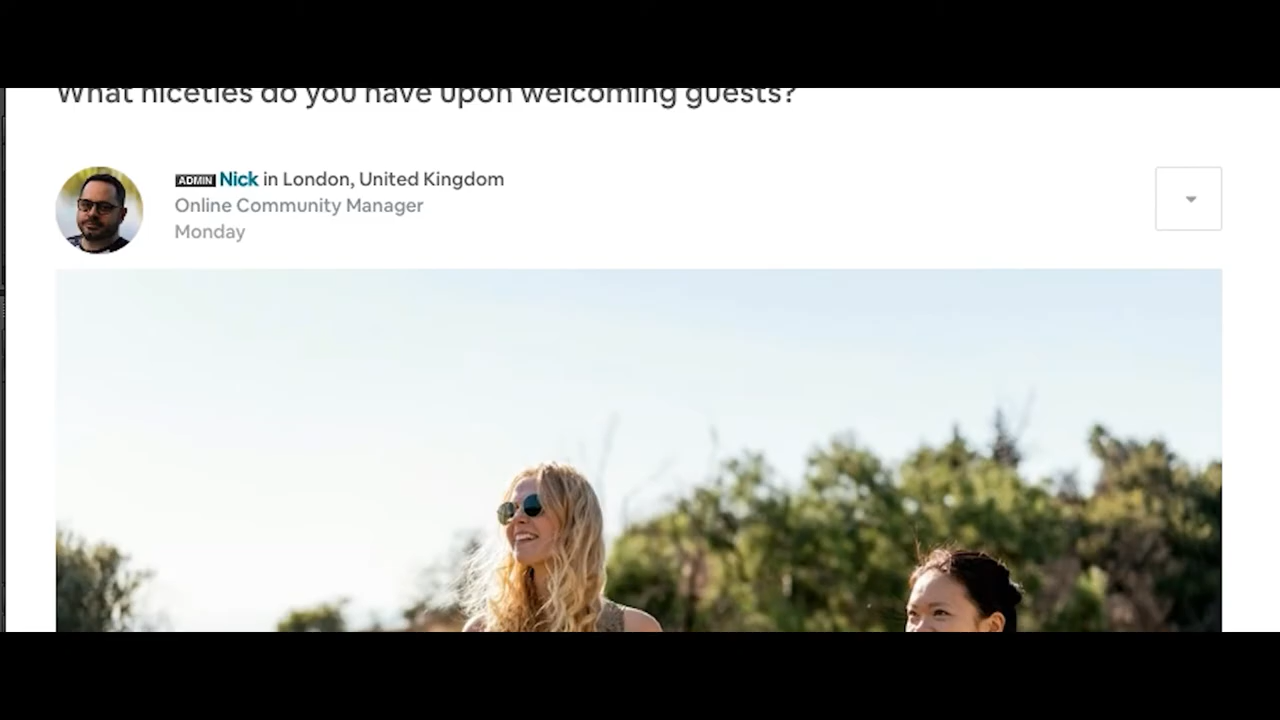 What niceties do you have upon welcoming guests?
ADMIN Nick in London, United Kingdom
Online Community Manager
Monday